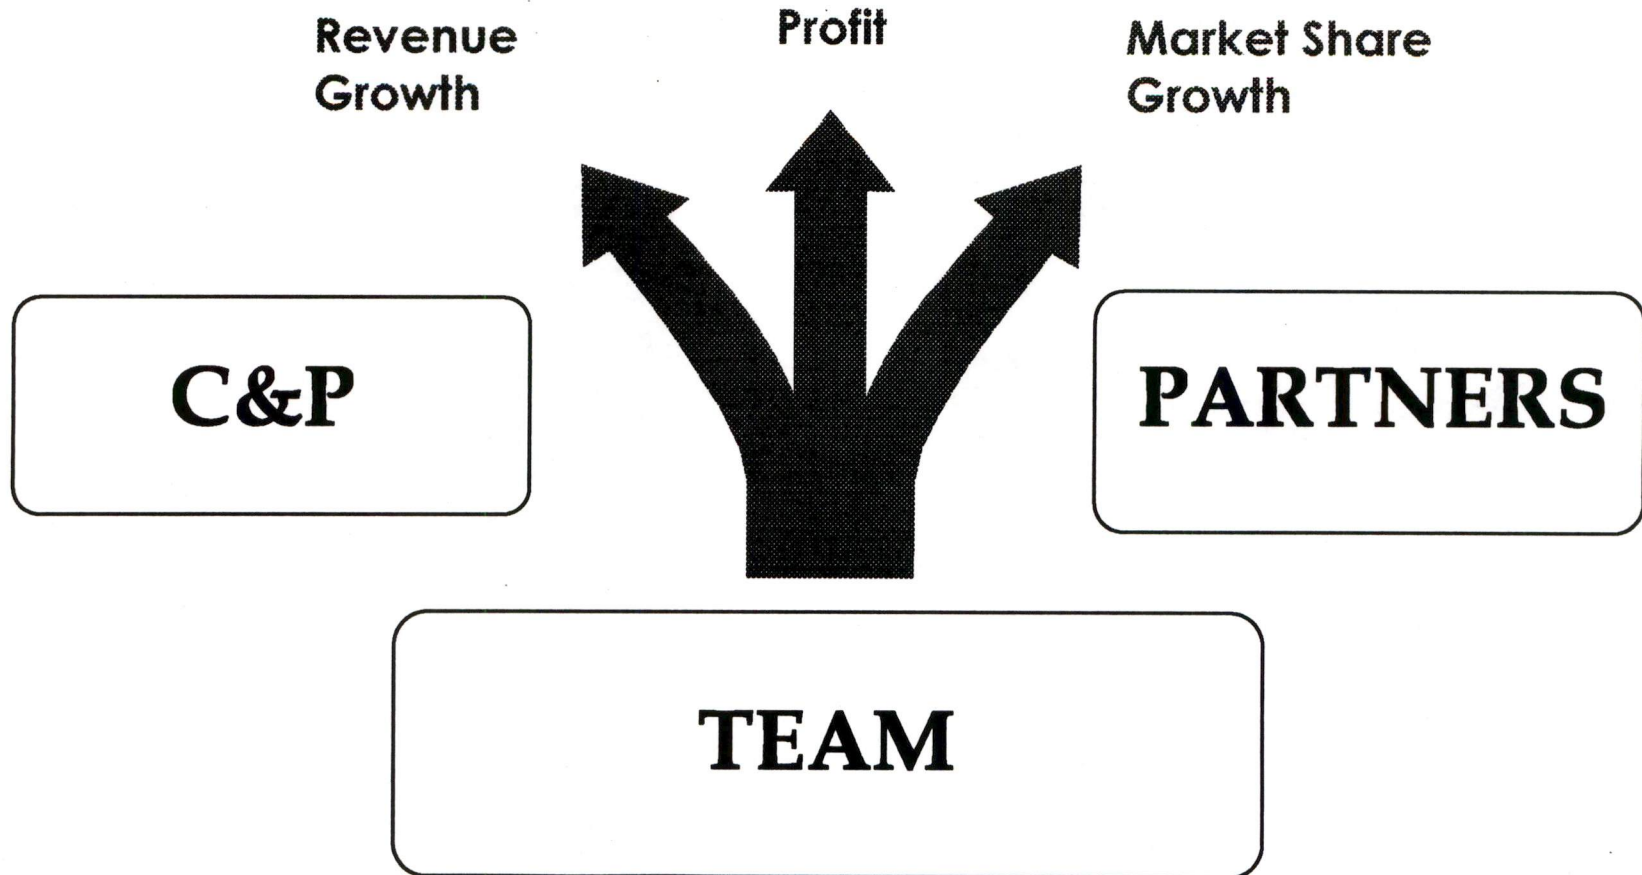 Revenue
Growth
Profit
Market Share
Growth
C&P
PARTNERS
TEAM